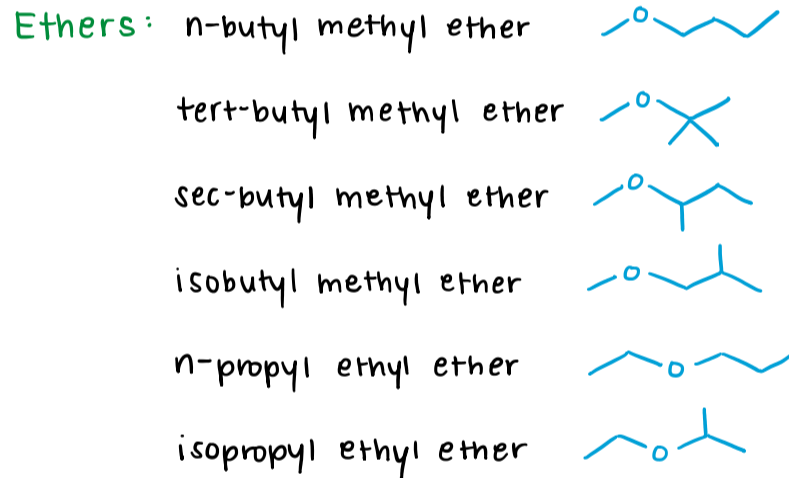 Ethers: n-butyl methyl ether O
tert-butyl methyl ether O
sec-butyl methyl ether O
isobutyl methyl ether O
n-propyl ethyl ether O
isopropyl ethyl ether O